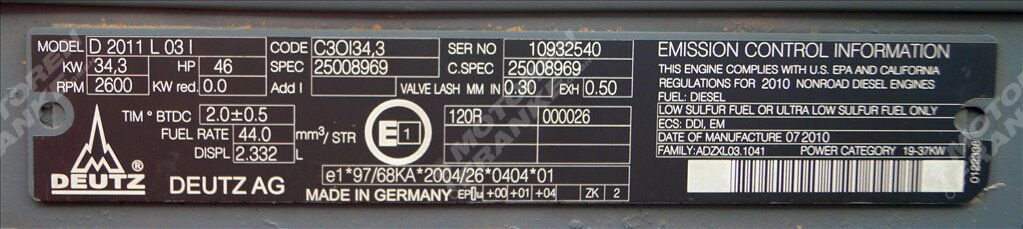 MODEL D 2011 L 03 I CODE C3OI34,3 SER NO 10932540
KW 34,3 HP 46 SPEC 25008969 C.SPEC 25008969
RPM 2600 KW red. 0.0 Add I VALVE LASH MM IN 0.30 EXH 0.50
TIM ° BTDC 2.0±0.5
FUEL RATE 44.0 mm³/STR
DISPL 2.332 L
E 1
120R 000026
DEUTZ DEUTZ AG
e1*97/68KA*2004/26*0404*01
MADE IN GERMANY EP +00 +01 +04 ZK 2
EMISSION CONTROL INFORMATION
THIS ENGINE COMPLIES WITH U.S. EPA AND CALIFORNIA
REGULATIONS FOR 2010 NONROAD DIESEL ENGINES
FUEL: DIESEL
LOW SULFUR FUEL OR ULTRA LOW SULFUR FUEL ONLY
ECS: DDI, EM
DATE OF MANUFACTURE 07 2010
FAMILY: ADZXL03.1041 POWER CATEGORY 19-37KW